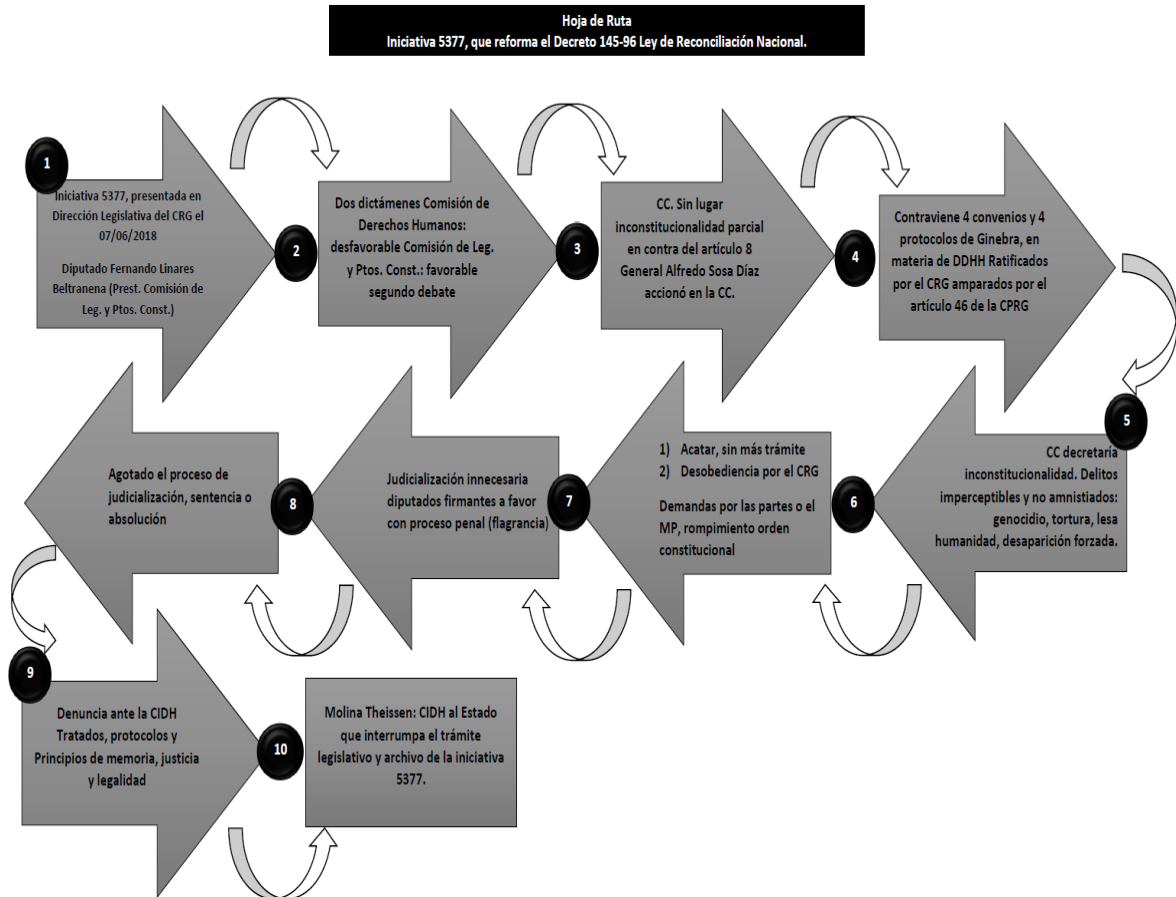 Hoja de Ruta
Iniciativa 5377, que reforma el Decreto 145-96 Ley de Reconciliación Nacional.
1
Iniciativa 5377, presentada en
Dirección Legislativa del CRG el
07/06/2018
Diputado Fernando Linares
Beltranena (Prest. Comisión de
Leg. y Ptos. Const.)
2
Dos dictámenes Comisión de
Derechos Humanos:
desfavorable Comisión de Leg.
y Ptos. Const.: favorable
segundo debate
3
CC. Sin lugar
inconstitucionalidad parcial
en contra del artículo 8
General Alfredo Sosa Díaz
accionó en la CC.
4
Contraviene 4 convenios y 4
protocolos de Ginebra, en
materia de DDHH Ratificados
por el CRG amparados por el
artículo 46 de la CPRG
5
CC decretaría
inconstitucionalidad. Delitos
imperceptibles y no amnistiados:
genocidio, tortura, lesa
humanidad, desaparición forzada.
6
1) Acatar, sin más trámite
2) Desobediencia por el CRG
Demandas por las partes o el
MP, rompimiento orden
constitucional
7
Judicialización innecesaria
diputados firmantes a favor
con proceso penal (flagrancia)
8
Agotado el proceso de
judicialización, sentencia o
absolución
9
Denuncia ante la CIDH
Tratados, protocolos y
Principios de memoria, justicia
y legalidad
10
Molina Theissen: CIDH al Estado
que interrumpa el trámite
legislativo y archivo de la iniciativa
5377.